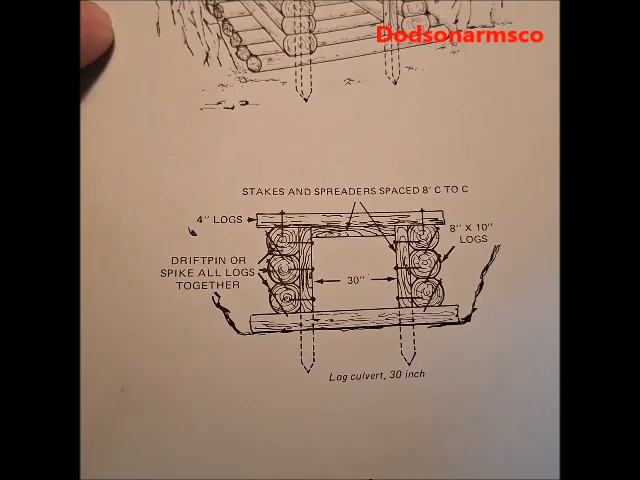 Dodsonarmsco
STAKES AND SPREADERS SPACED 8' C TO C
4" LOGS
8" X 10"
LOGS
DRIFTPIN OR
SPIKE ALL LOGS
TOGETHER
30"
Log culvert, 30 inch